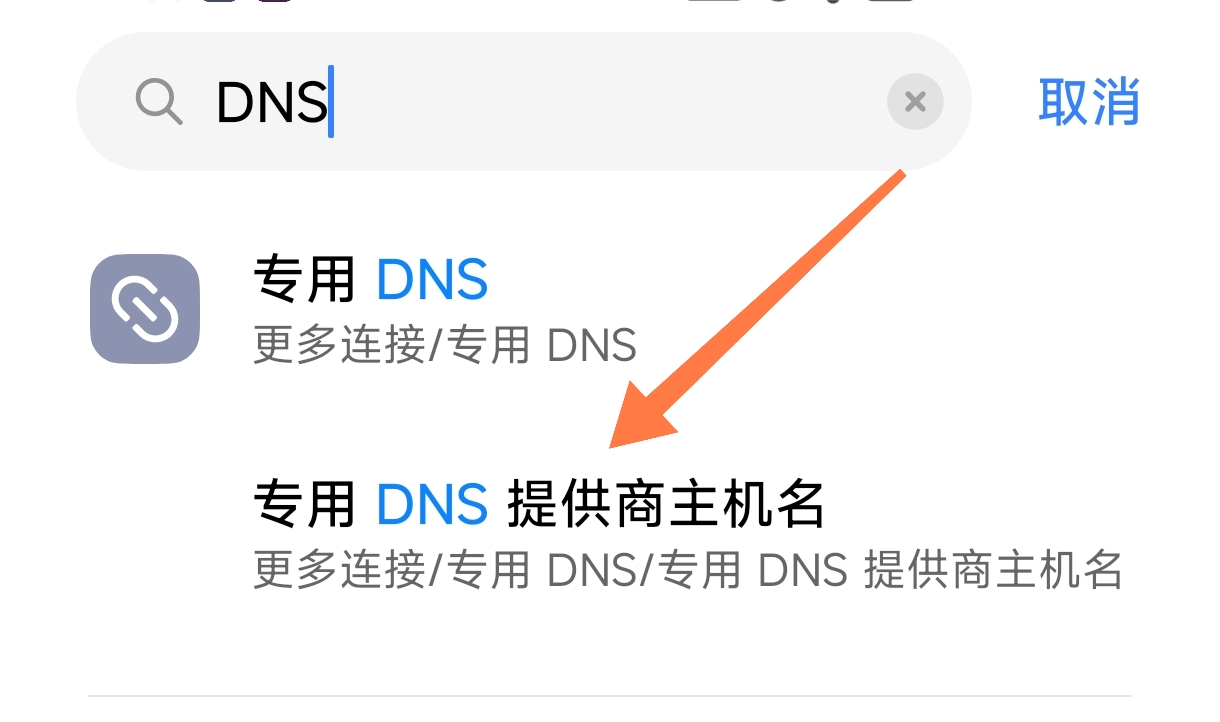 DNS
取消
专用 DNS
更多连接/专用 DNS
专用 DNS 提供商主机名
更多连接/专用 DNS/专用 DNS 提供商主机名